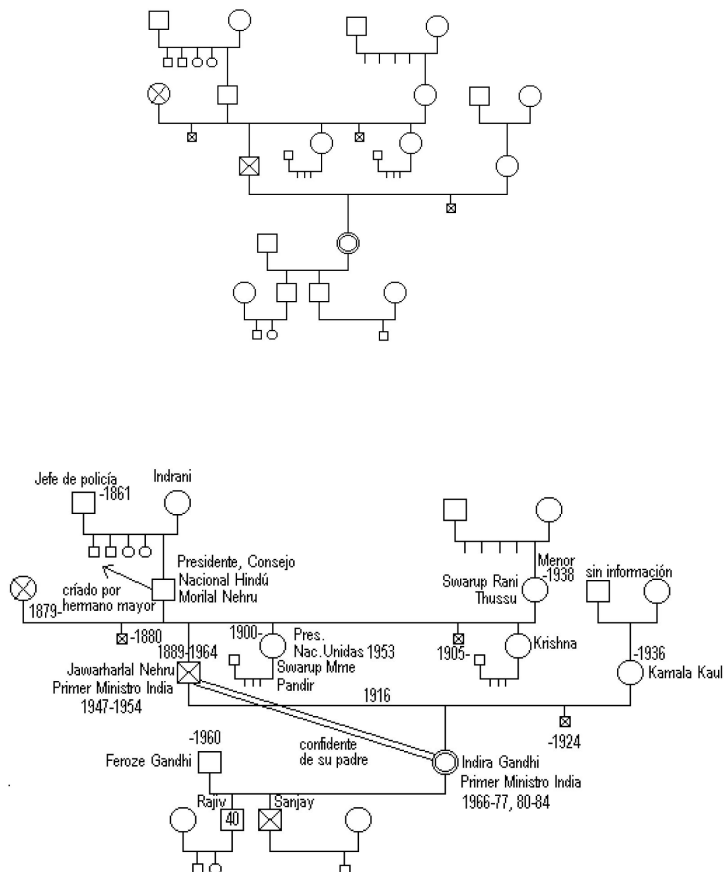 Jefe de policía
-1861
Indrani
Presidente, Consejo
Nacional Hindú
Morilal Nehru
críado por
hermano mayor
1879-
-1880
1889-1964
1900-
Pres.
Nac.Unidas 1953
Swarup Mme
Pandir
Menor
-1938
Swarup Rani
Thussu
sin información
1905-
Krishna
-1936
Kamala Kaul
Jawarharlal Nehru
Primer Ministro India
1947-1954
1916
-1924
confidente
de su padre
-1960
Feroze Gandhi
Indira Gandhi
Primer Ministro India
1966-77, 80-84
Rajiv
40
Sanjay